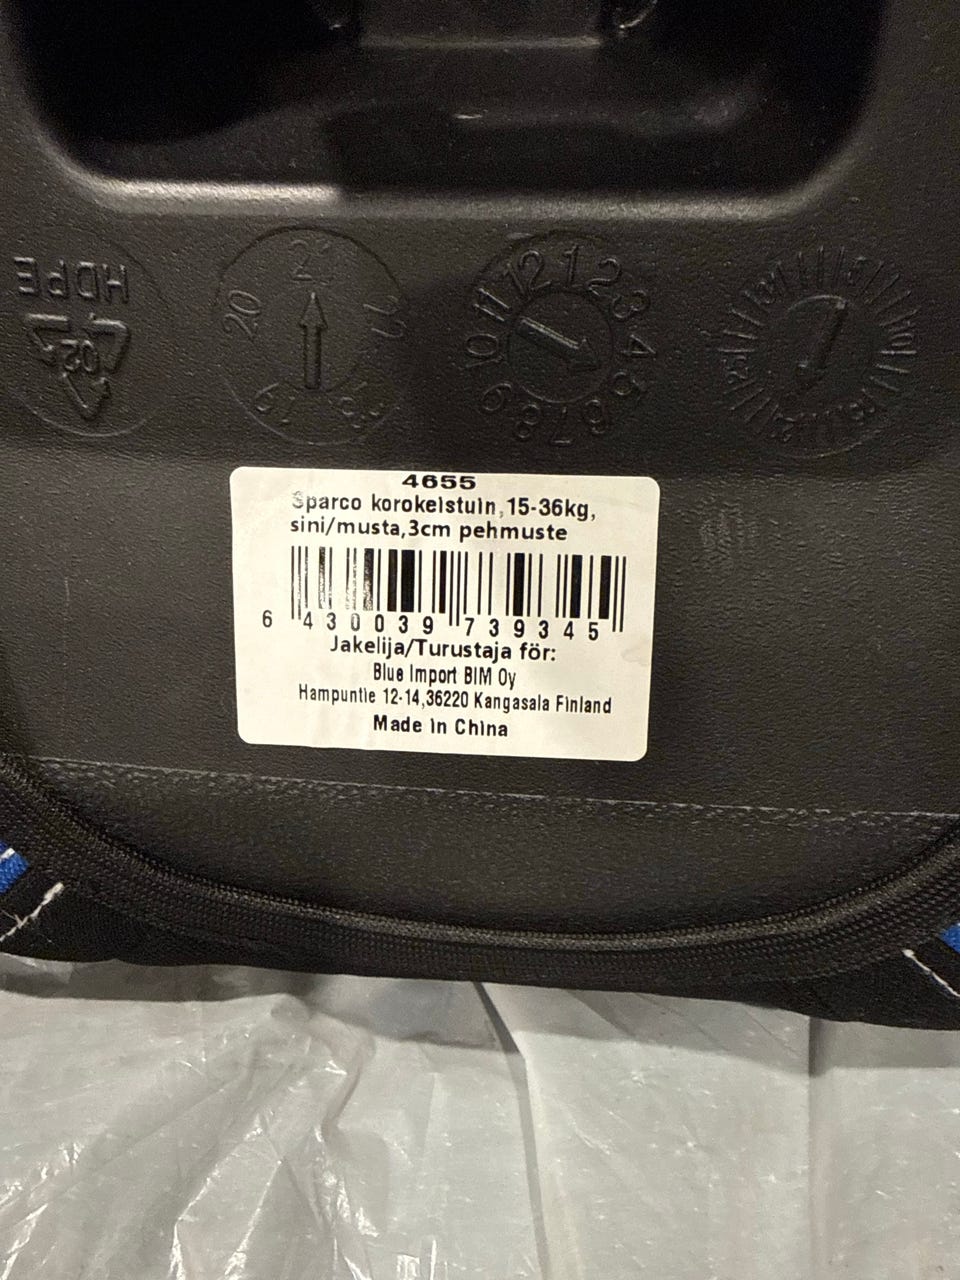 HDPE
02
20 21 22
19 23
12 1 2 3 4 5 6 7 8 9 10 11
4655
Sparco korokeistuin,15-36kg,
sini/musta,3cm pehmuste
6 430039 739345
Jakelija/Turustaja för:
Blue Import BIM Oy
Hampuntie 12-14,36220 Kangasala Finland
Made in China